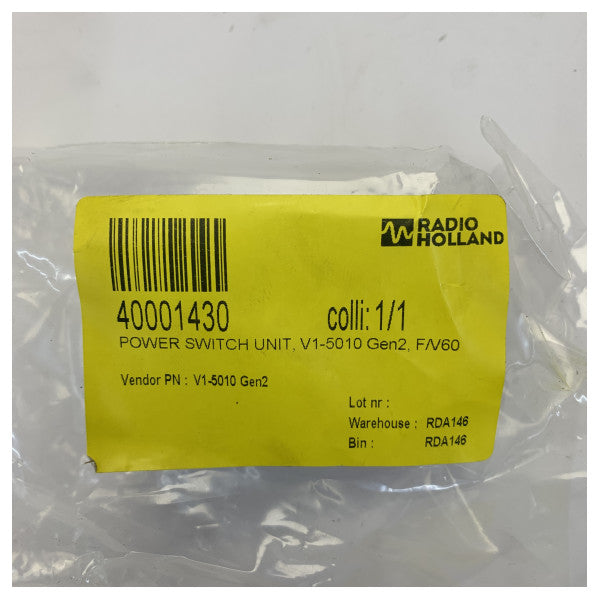 RADIO
HOLLAND
40001430 colli: 1/1
POWER SWITCH UNIT, V1-5010 Gen2, F/V60
Vendor PN : V1-5010 Gen2
Lot nr :
Warehouse : RDA146
Bin : RDA146